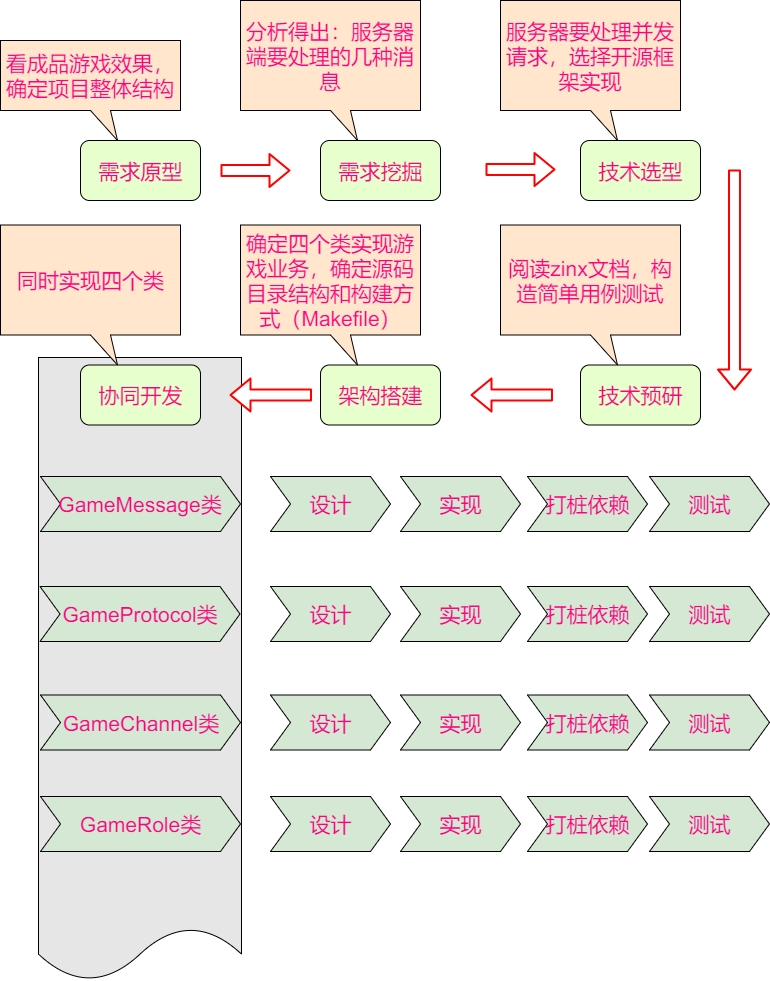 看成品游戏效果，
确定项目整体结构
分析得出：服务器
端要处理的几种消
息
服务器要处理并发
请求，选择开源框
架实现
需求原型
需求挖掘
技术选型
同时实现四个类
确定四个类实现游
戏业务，确定源码
目录结构和构建方
式（Makefile）
阅读zinx文档，构
造简单用例测试
协同开发
架构搭建
技术预研
GameMessage类
设计
实现
打桩依赖
测试
GameProtocol类
设计
实现
打桩依赖
测试
GameChannel类
设计
实现
打桩依赖
测试
GameRole类
设计
实现
打桩依赖
测试